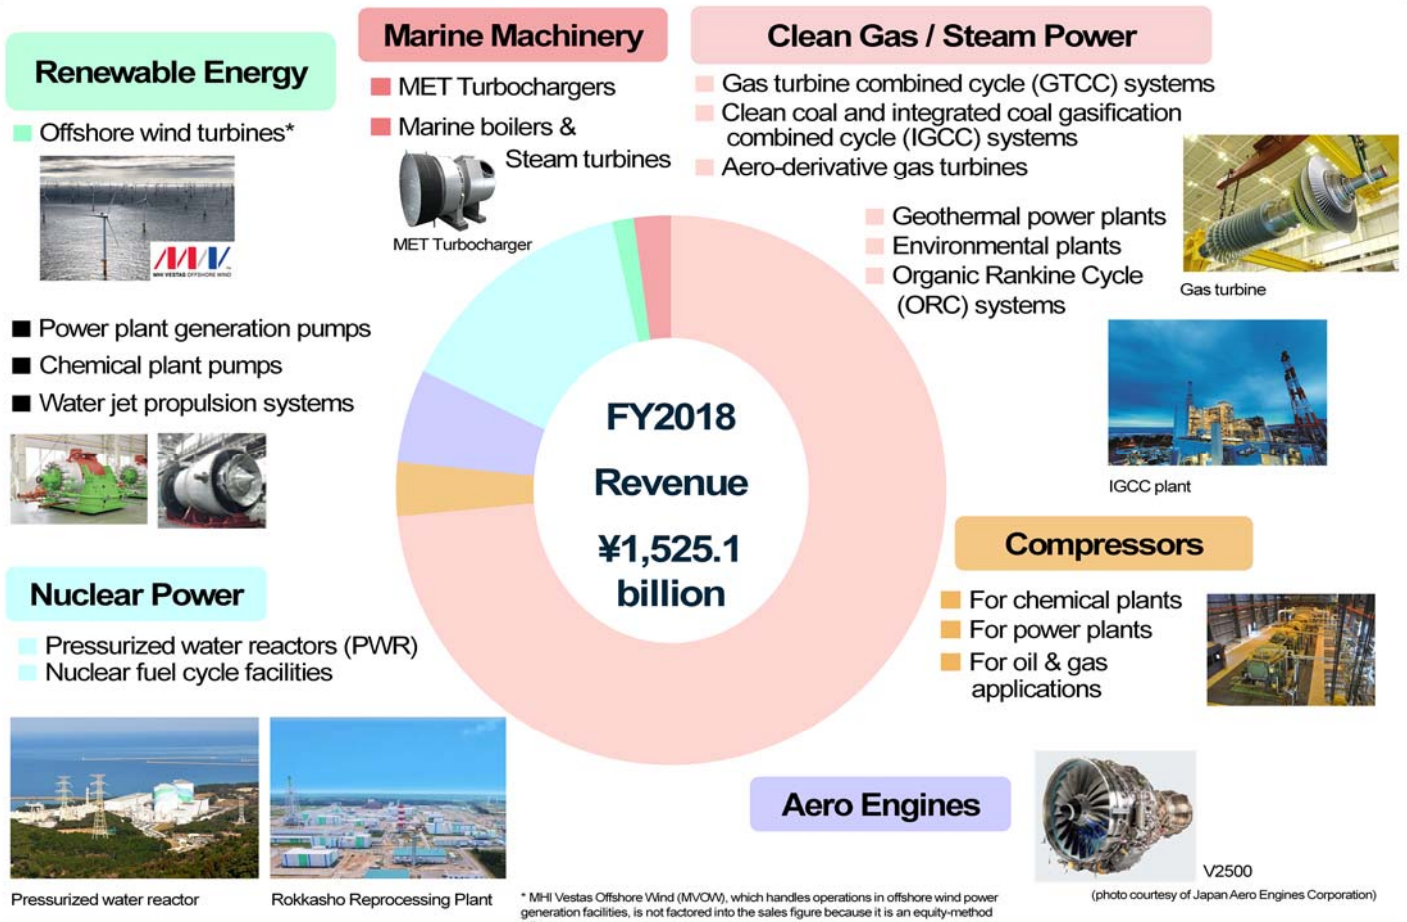 Renewable Energy
Offshore wind turbines*
MHI VESTAS OFFSHORE WIND
Power plant generation pumps
Chemical plant pumps
Water jet propulsion systems
Marine Machinery
MET Turbochargers
Marine boilers &
Steam turbines
MET Turbocharger
Clean Gas / Steam Power
Gas turbine combined cycle (GTCC) systems
Clean coal and integrated coal gasification
combined cycle (IGCC) systems
Aero-derivative gas turbines
Geothermal power plants
Environmental plants
Organic Rankine Cycle
(ORC) systems
Gas turbine
IGCC plant
FY2018
Revenue
¥1,525.1
billion
Compressors
For chemical plants
For power plants
For oil & gas
applications
Nuclear Power
Pressurized water reactors (PWR)
Nuclear fuel cycle facilities
Pressurized water reactor
Rokkasho Reprocessing Plant
Aero Engines
V2500
(photo courtesy of Japan Aero Engines Corporation)
* MHI Vestas Offshore Wind (MVOW), which handles operations in offshore wind power
generation facilities, is not factored into the sales figure because it is an equity-method